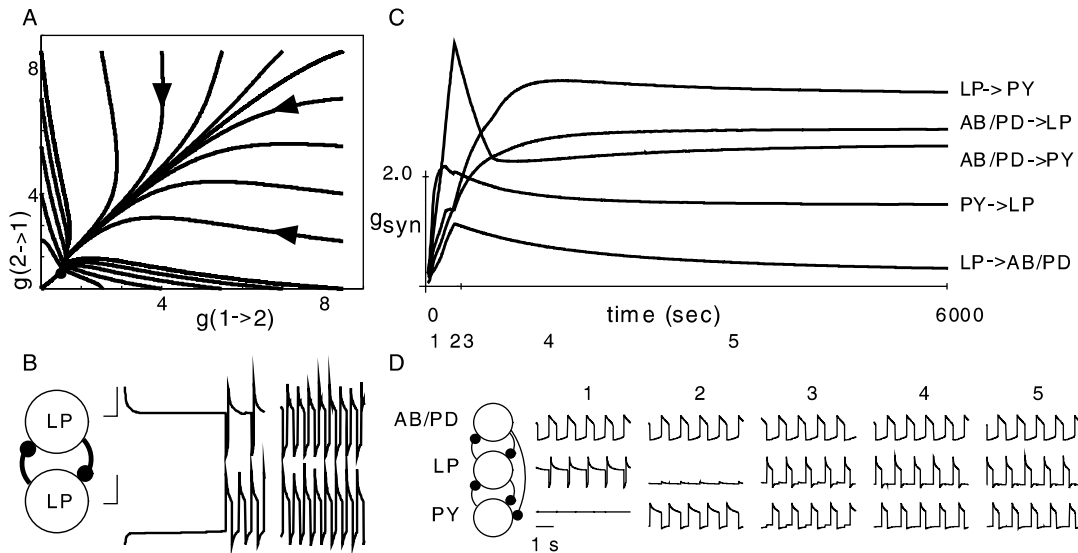 A
8
4
g(2->1)
4
8
g(1->2)
C
2.0
gsyn
LP->PY
AB/PD->LP
AB/PD->PY
PY->LP
LP->AB/PD
0
time (sec)
6000
1 2 3 4 5
B
LP
LP
D
1 2 3 4 5
AB/PD
LP
PY
1 s